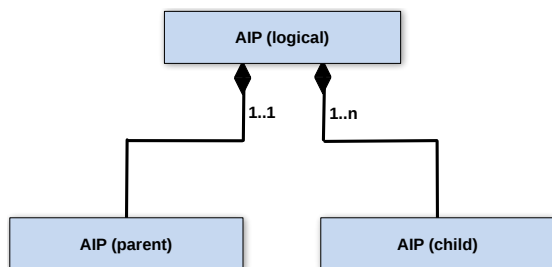 AIP (logical)
1..1
1..n
AIP (parent)
AIP (child)